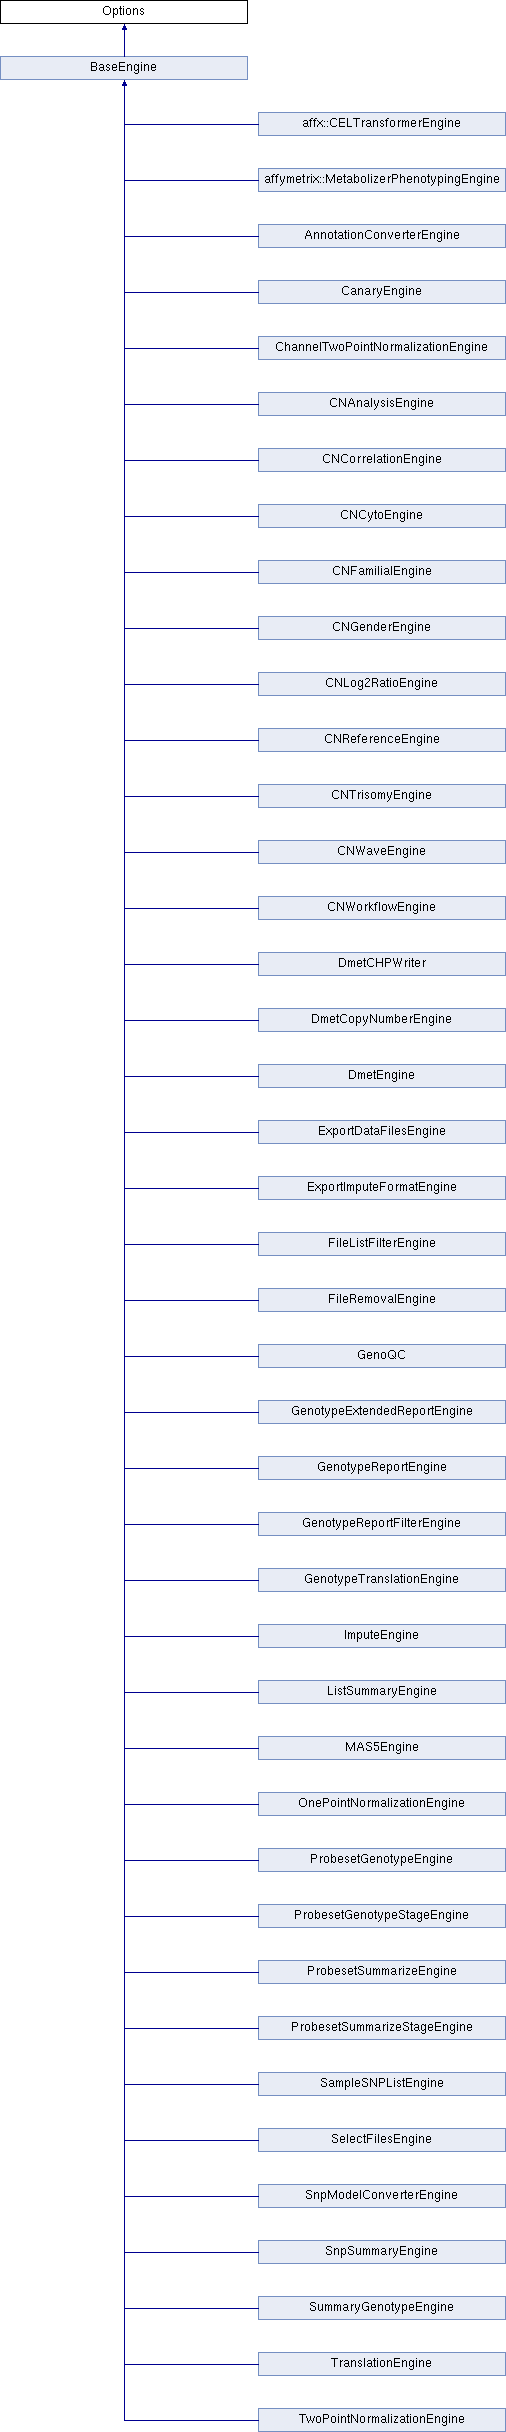 Options
BaseEngine
affx::CELTransformerEngine
affymetrix::MetabolizerPhenotypingEngine
AnnotationConverterEngine
CanaryEngine
ChannelTwoPointNormalizationEngine
CNAnalysisEngine
CNCorrelationEngine
CNCytoEngine
CNFamilialEngine
CNGenderEngine
CNLog2RatioEngine
CNReferenceEngine
CNTrisomyEngine
CNWaveEngine
CNWorkflowEngine
DmetCHPWriter
DmetCopyNumberEngine
DmetEngine
ExportDataFilesEngine
ExportImputeFormatEngine
FileListFilterEngine
FileRemovalEngine
GenoQC
GenotypeExtendedReportEngine
GenotypeReportEngine
GenotypeReportFilterEngine
GenotypeTranslationEngine
ImputeEngine
ListSummaryEngine
MAS5Engine
OnePointNormalizationEngine
ProbesetGenotypeEngine
ProbesetGenotypeStageEngine
ProbesetSummarizeEngine
ProbesetSummarizeStageEngine
SampleSNPListEngine
SelectFilesEngine
SnpModelConverterEngine
SnpSummaryEngine
SummaryGenotypeEngine
TranslationEngine
TwoPointNormalizationEngine